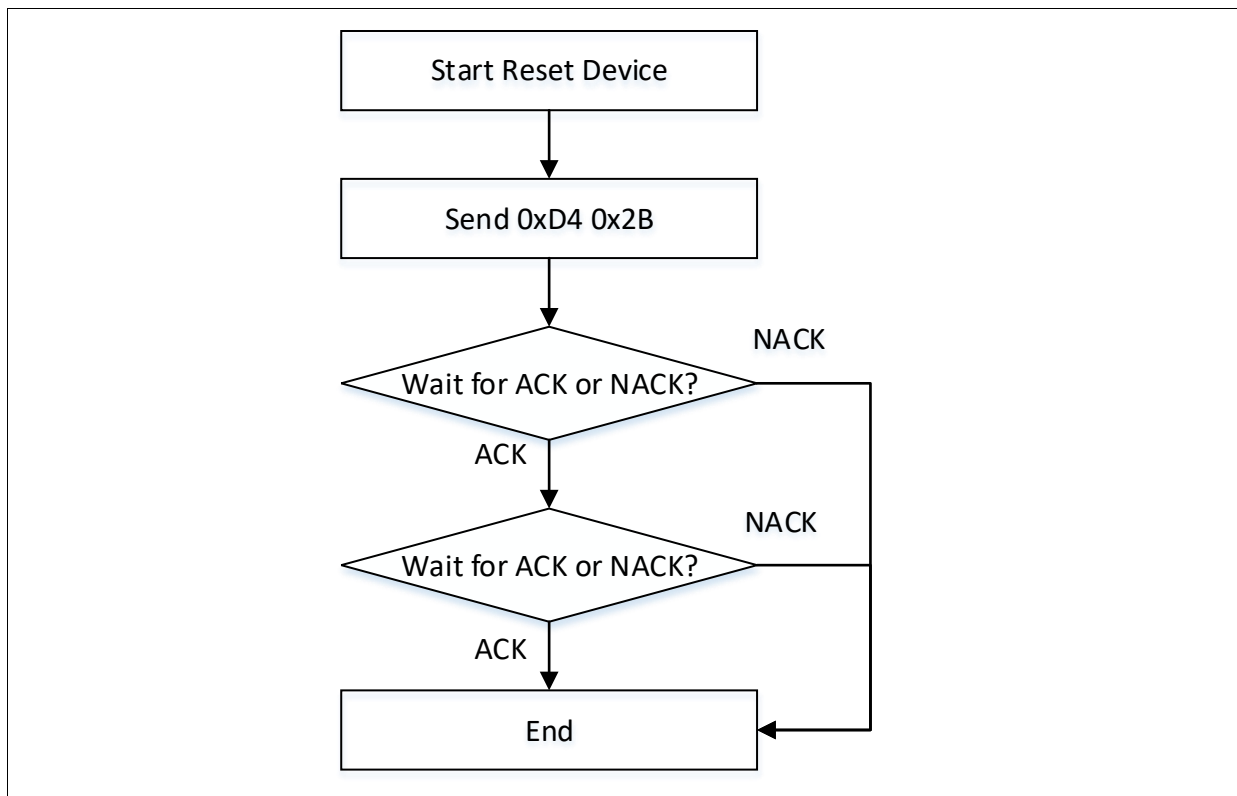 Start Reset Device
Send 0xD4 0x2B
NACK
Wait for ACK or NACK?
ACK
NACK
Wait for ACK or NACK?
ACK
End